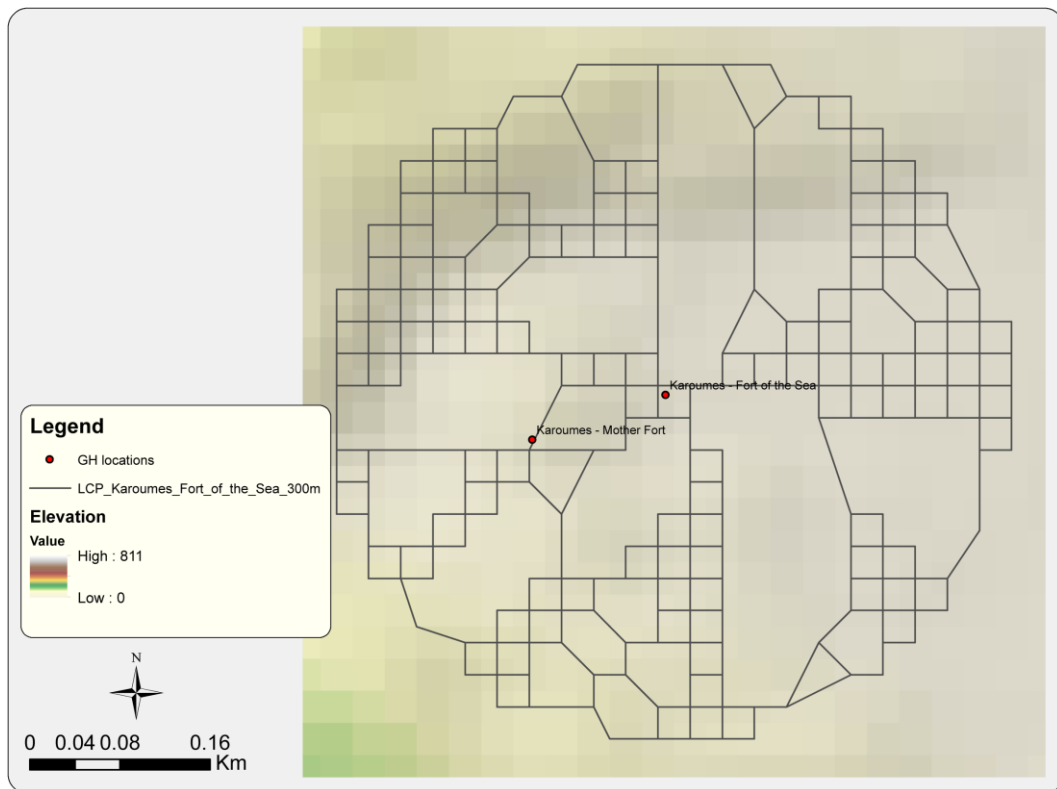 Karoumes - Fort of the Sea
Karoumes - Mother Fort
Legend
GH locations
LCP_Karoumes_Fort_of_the_Sea_300m
Elevation
Value
High : 811
Low : 0
N
0 0.04 0.08 0.16
Km